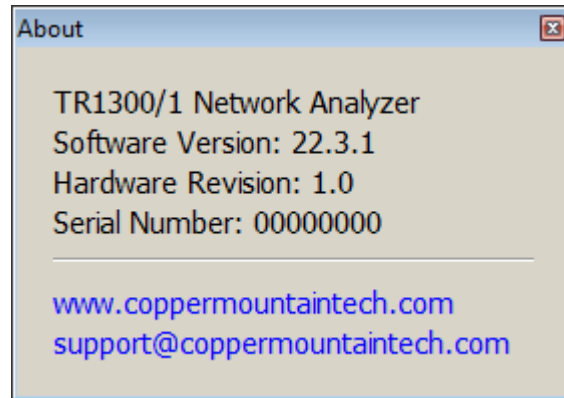 About
TR1300/1 Network Analyzer
Software Version: 22.3.1
Hardware Revision: 1.0
Serial Number: 00000000
www.coppermountaintech.com
support@coppermountaintech.com